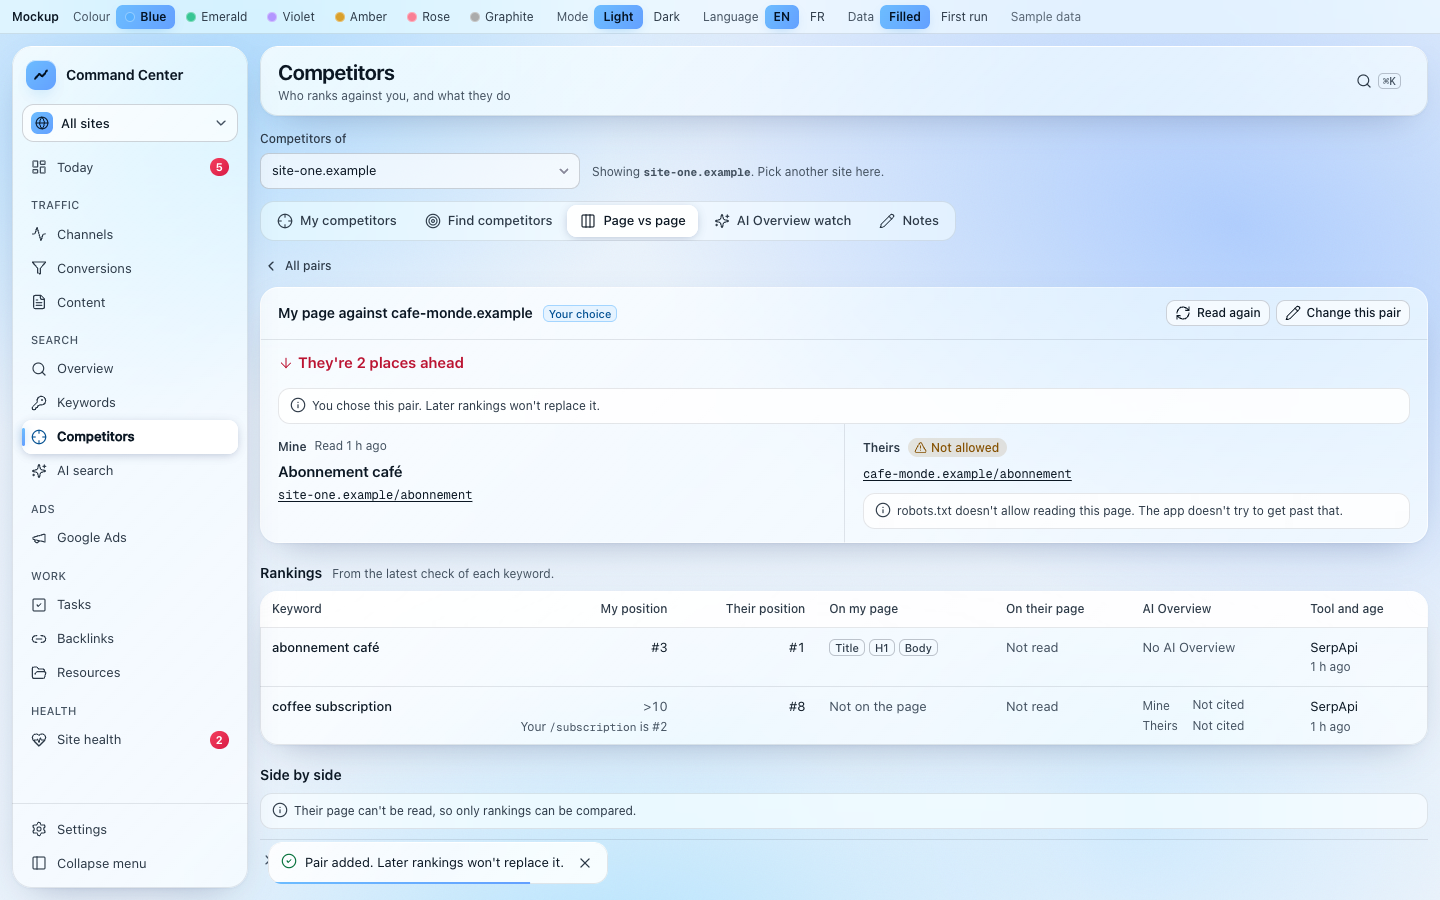 Mockup Colour Blue Emerald Violet Amber Rose Graphite Mode Light Dark Language EN FR Data Filled First run Sample data
Command Center
All sites
Today 5
TRAFFIC
Channels
Conversions
Content
SEARCH
Overview
Keywords
Competitors
AI search
ADS
Google Ads
WORK
Tasks
Backlinks
Resources
HEALTH
Site health 2
Settings
Collapse menu
Competitors
Who ranks against you, and what they do
⌘K
Competitors of
site-one.example
Showing site-one.example. Pick another site here.
My competitors Find competitors Page vs page AI Overview watch Notes
All pairs
My page against cafe-monde.example Your choice Read again Change this pair
They're 2 places ahead
You chose this pair. Later rankings won't replace it.
Mine Read 1 h ago
Abonnement café
site-one.example/abonnement
Theirs Not allowed
cafe-monde.example/abonnement
robots.txt doesn't allow reading this page. The app doesn't try to get past that.
Rankings From the latest check of each keyword.
Keyword My position Their position On my page On their page AI Overview Tool and age
abonnement café #3 #1 Title H1 Body Not read No AI Overview SerpApi
1 h ago
coffee subscription >10 #8 Not on the page Not read Mine Not cited SerpApi
Your /subscription is #2 Theirs Not cited 1 h ago
Side by side
Their page can't be read, so only rankings can be compared.
Pair added. Later rankings won't replace it.